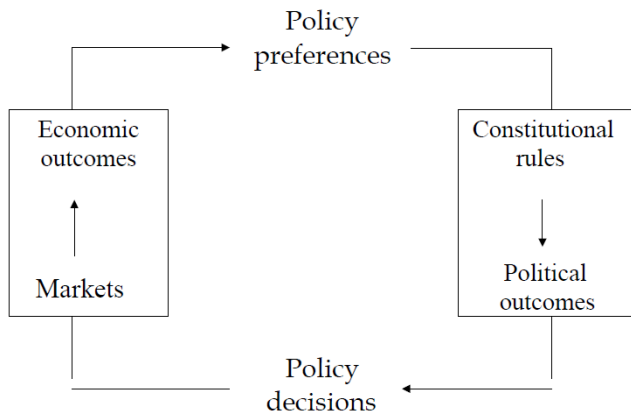 Policy
preferences
Economic
outcomes
Markets
Constitutional
rules
Political
outcomes
Policy
decisions